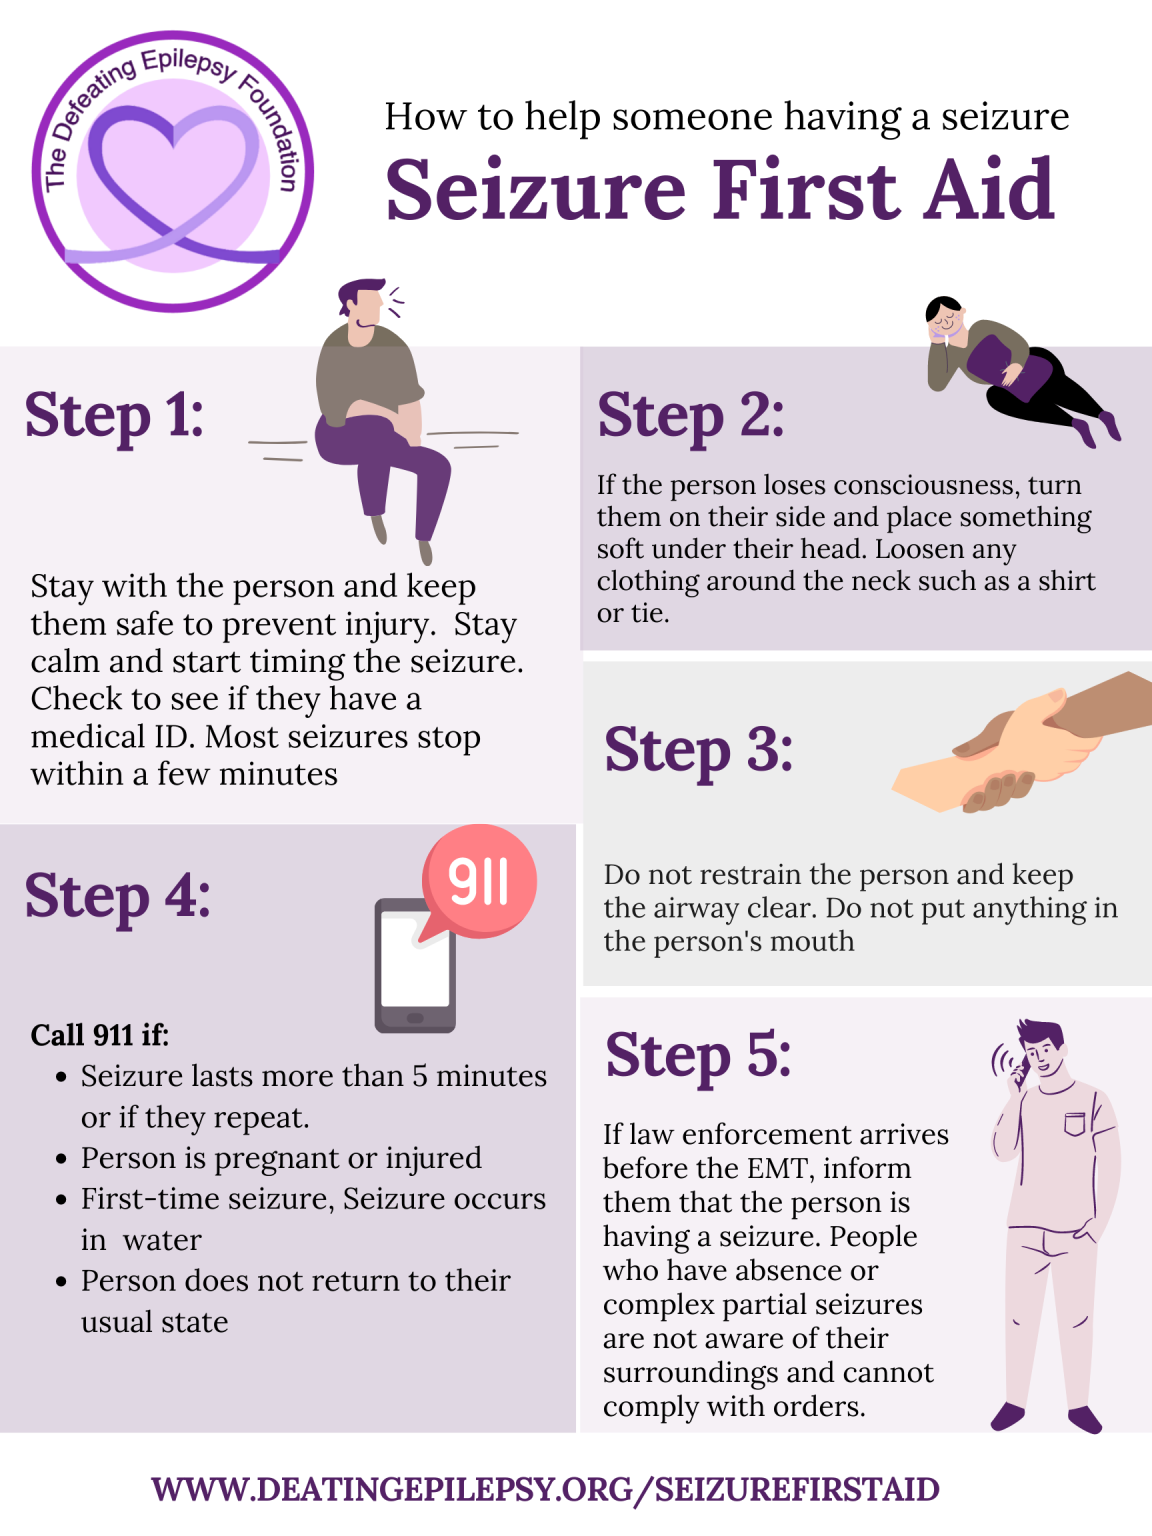 The Defeating Epilepsy Foundation
How to help someone having a seizure
Seizure First Aid
Step 1:
Stay with the person and keep
them safe to prevent injury.  Stay
calm and start timing the seizure.
Check to see if they have a
medical ID. Most seizures stop
within a few minutes
Step 2:
If the person loses consciousness, turn
them on their side and place something
soft under their head. Loosen any
clothing around the neck such as a shirt
or tie.
Step 3:
Do not restrain the person and keep
the airway clear. Do not put anything in
the person's mouth
Step 4:
911
Call 911 if:
• Seizure lasts more than 5 minutes
or if they repeat.
• Person is pregnant or injured
• First-time seizure, Seizure occurs
in  water
• Person does not return to their
usual state
Step 5:
If law enforcement arrives
before the EMT, inform
them that the person is
having a seizure. People
who have absence or
complex partial seizures
are not aware of their
surroundings and cannot
comply with orders.
WWW.DEATINGEPILEPSY.ORG/SEIZUREFIRSTAID